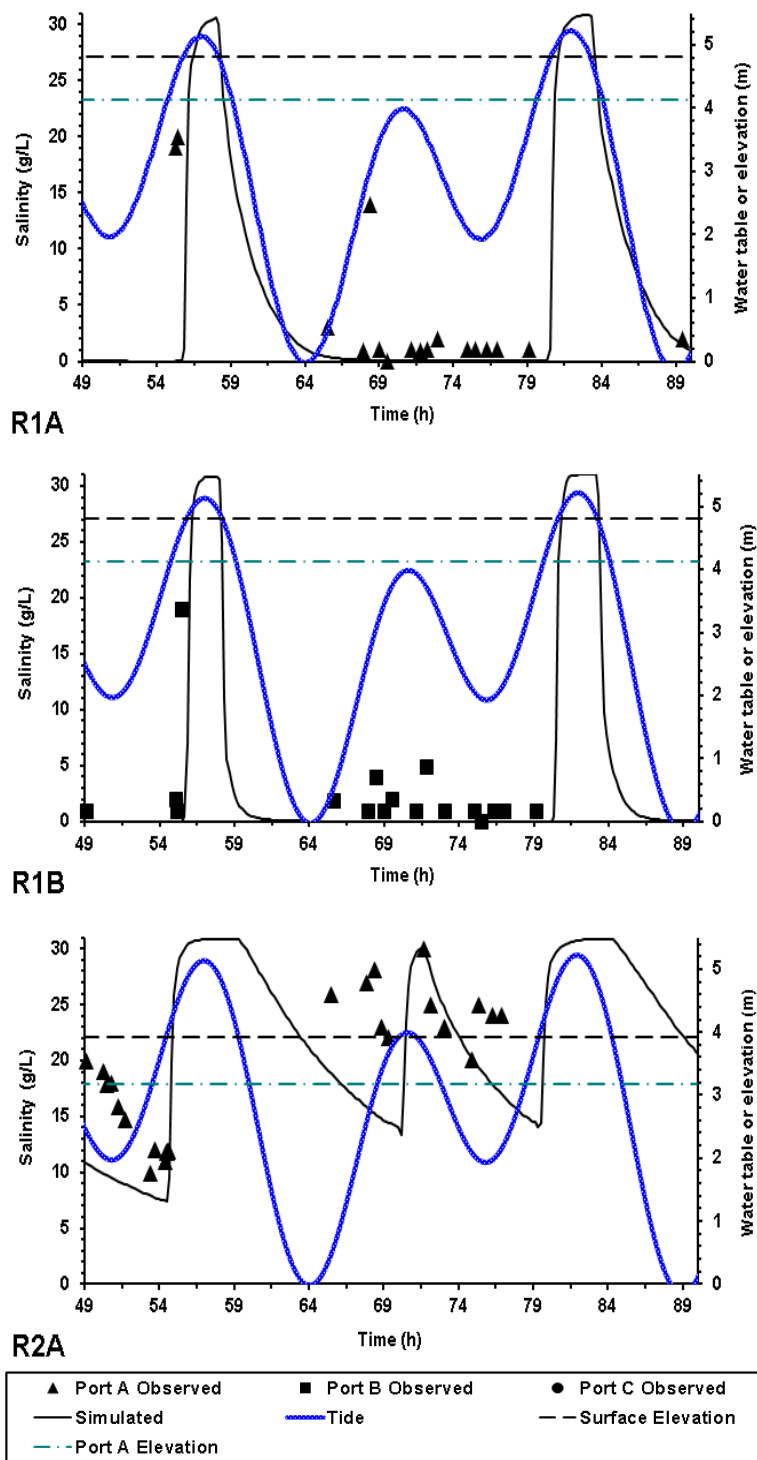 Salinity (g/L)
30
25
20
15
10
5
0
5
4
3
2
1
0
Water table or elevation (m)
49 54 59 64 69 74 79 84 89
Time (h)
R1A
Salinity (g/L)
30
25
20
15
10
5
0
5
4
3
2
1
0
Water table or elevation (m)
49 54 59 64 69 74 79 84 89
Time (h)
R1B
Salinity (g/L)
30
25
20
15
10
5
0
5
4
3
2
1
0
Water table or elevation (m)
49 54 59 64 69 74 79 84 89
Time (h)
R2A
Port A Observed Port B Observed Port C Observed
Simulated Tide Surface Elevation
Port A Elevation